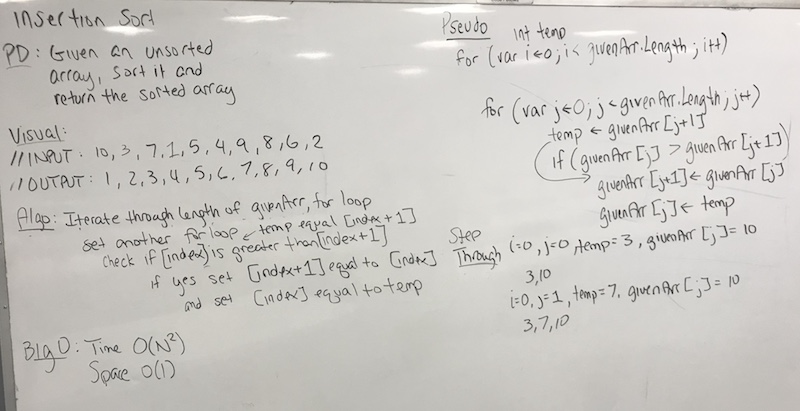 Insertion Sort
PD: Given an unsorted
array, sort it and
return the sorted array
Visual:
//INPUT: 10, 3, 7, 1, 5, 4, 9, 8, 6, 2
//OUTPUT: 1, 2, 3, 4, 5, 6, 7, 8, 9, 10
Algo: Iterate through length of givenArr, for loop
set another for loop ← temp equal [index+1]
check if [index] is greater than [index+1]
if yes set [index+1] equal to [index]
and set [index] equal to temp
Big O: Time O(N²)
Space O(1)
Pseudo int temp
for (var i←0; i< givenArr.Length; i++)
for (var j←0; j<givenArr.Length; j++)
temp ← givenArr[j+1]
if (givenArr[j] > givenArr[j+1])
givenArr[j+1] ← givenArr[j]
givenArr[j] ← temp
Step Through i=0, j=0, temp=3, givenArr[j]=10
3,10
i=0, j=1, temp=7, givenArr[j]=10
3,7,10